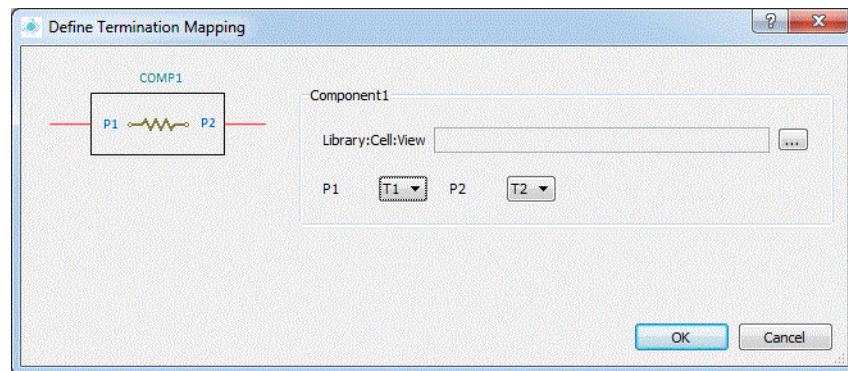 Define Termination Mapping
COMP1
P1 P2
Component1
Library:Cell:View ...
P1 T1 P2 T2
OK Cancel